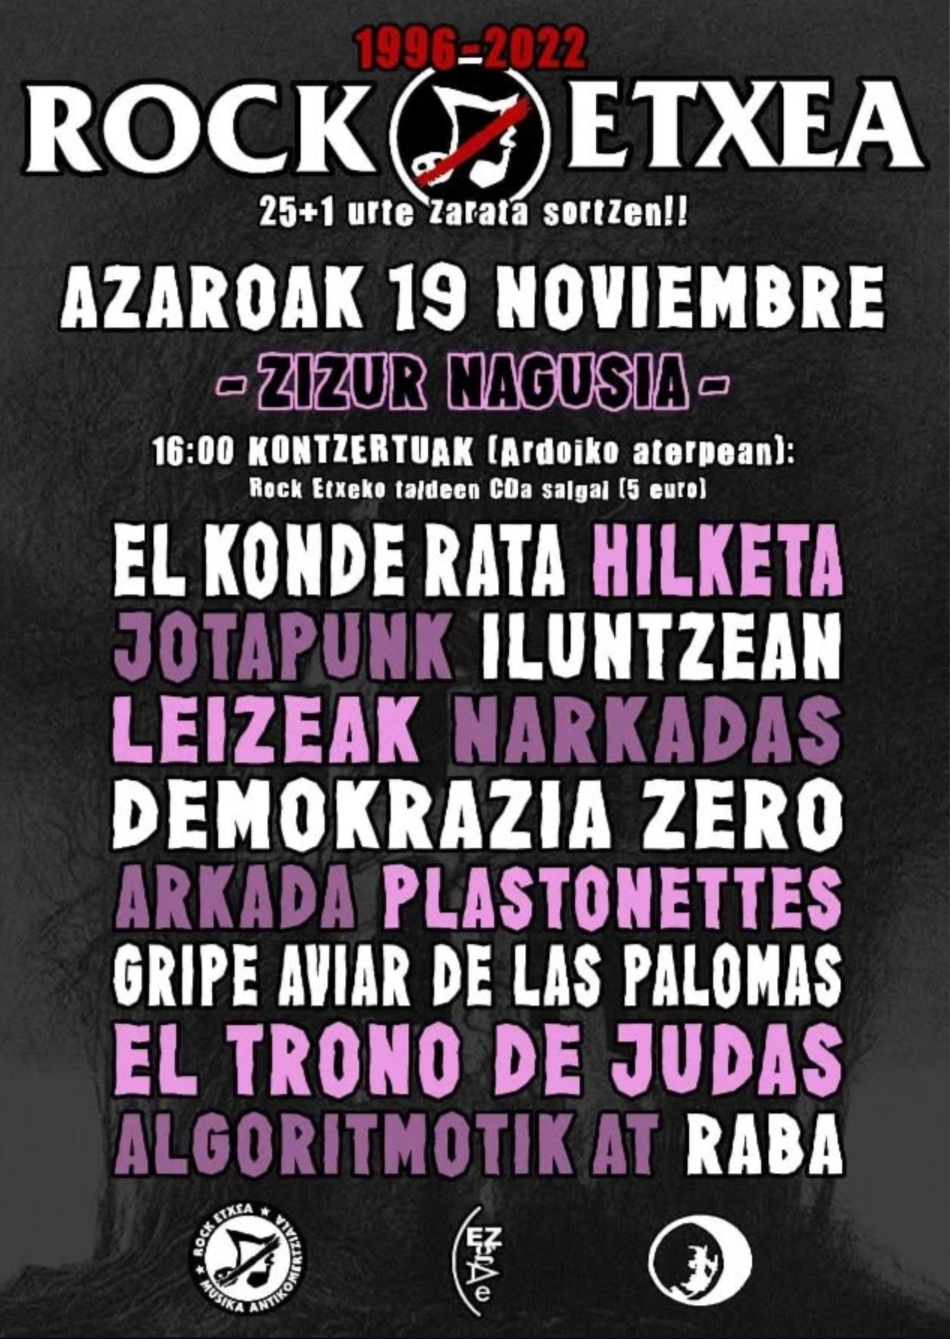 1996-2022
ROCK ETXEA
25+1 urte zarata sortzen!!
AZAROAK 19 NOVIEMBRE
- ZIZUR NAGUSIA -
16:00 KONTZERTUAK (Ardoiko aterpean):
Rock Etxeko taldeen CDa salgai (5 euro)
EL KONDE RATA HILKETA
JOTAPUNK ILUNTZEAN
LEIZEAK NARKADAS
DEMOKRAZIA ZERO
ARKADA PLASTONETTES
GRIPE AVIAR DE LAS PALOMAS
EL TRONO DE JUDAS
ALGORITMOTIK AT RABA
★ ROCK ETXEA ★ MUSIKA ANTIKOMERTZIALA